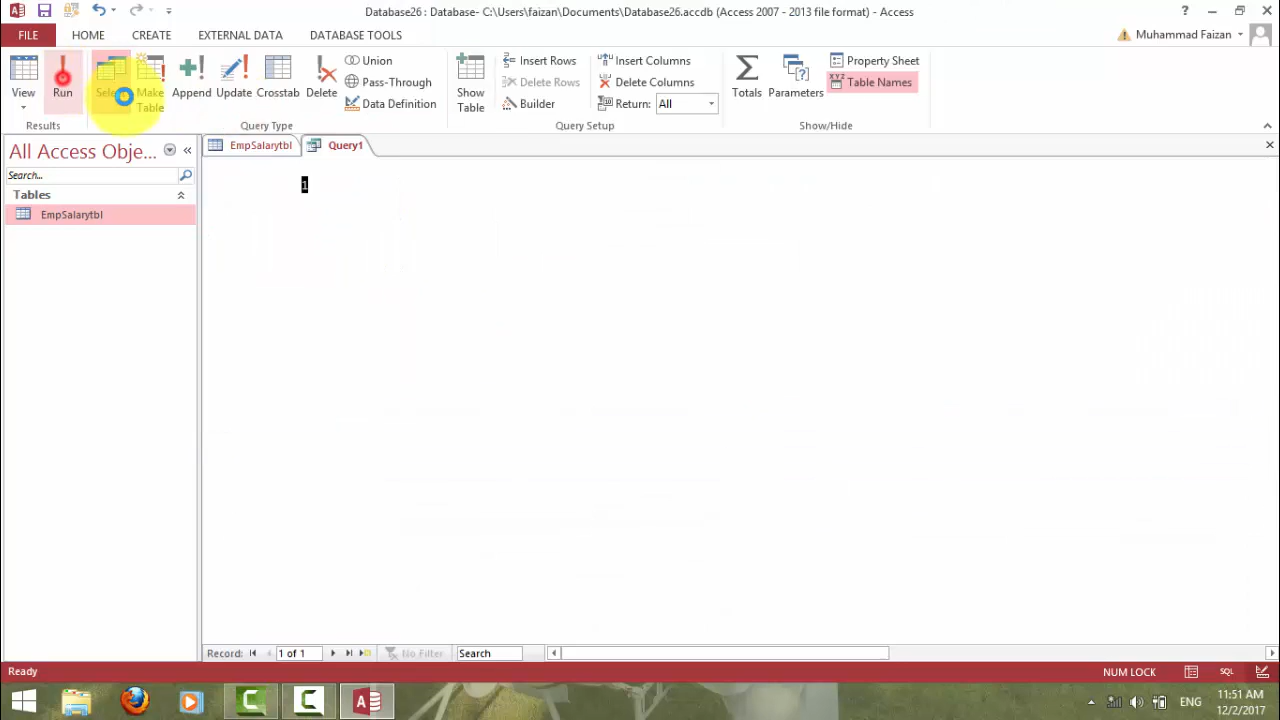 Database26 : Database- C:\Users\faizan\Documents\Database26.accdb (Access 2007 - 2013 file format) - Access
?
FILE HOME CREATE EXTERNAL DATA DATABASE TOOLS Muhammad Faizan
View Run Make Table Append Update Crosstab Delete
Union
Pass-Through
Data Definition
Show Table
Insert Rows
Delete Rows
Builder
Insert Columns
Delete Columns
Return: All
Totals Parameters
Property Sheet
XYZ Table Names
Results Query Type Query Setup Show/Hide
All Access Obje... «
Search...
Tables
EmpSalarytbl
EmpSalarytbl Query1
1
Record: 1 of 1 No Filter Search
Ready NUM LOCK SQL
ENG
11:51 AM
12/2/2017